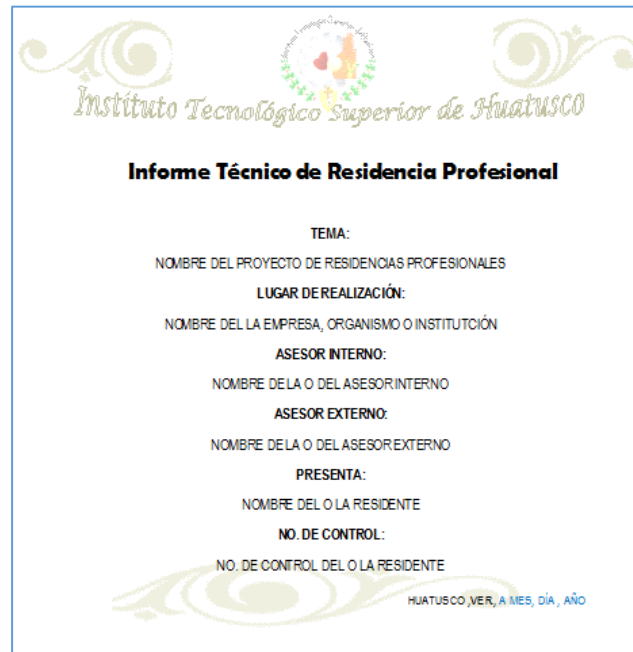 Instituto Tecnológico Superior de Huatusco
Informe Técnico de Residencia Profesional
TEMA:
NOMBRE DEL PROYECTO DE RESIDENCIAS PROFESIONALES
LUGAR DE REALIZACIÓN:
NOMBRE DEL LA EMPRESA, ORGANISMO O INSTITUTCIÓN
ASESOR INTERNO:
NOMBRE DE LA O DEL ASESOR INTERNO
ASESOR EXTERNO:
NOMBRE DE LA O DEL ASESOR EXTERNO
PRESENTA:
NOMBRE DEL O LA RESIDENTE
NO. DE CONTROL:
NO. DE CONTROL DEL O LA RESIDENTE
HUATUSCO ,VER, A MES, DÍA , AÑO